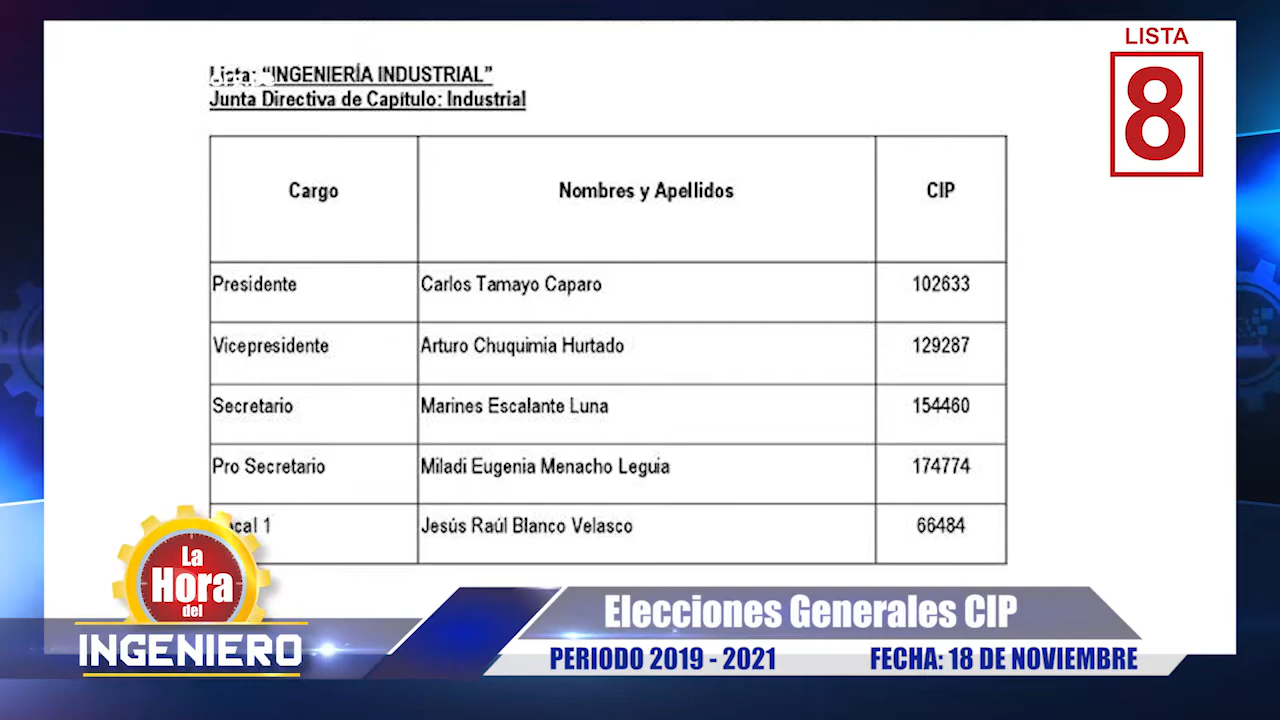 LISTA
8
Lista: “INGENIERÍA INDUSTRIAL”
Junta Directiva de Capítulo: Industrial
Cargo Nombres y Apellidos CIP
Presidente Carlos Tamayo Caparo 102633
Vicepresidente Arturo Chuquimia Hurtado 129287
Secretario Marines Escalante Luna 154460
Pro Secretario Miladi Eugenia Menacho Leguia 174774
1 Jesús Raúl Blanco Velasco 66484
La
Hora
del
INGENIERO
Elecciones Generales CIP
PERIODO 2019 - 2021 FECHA: 18 DE NOVIEMBRE